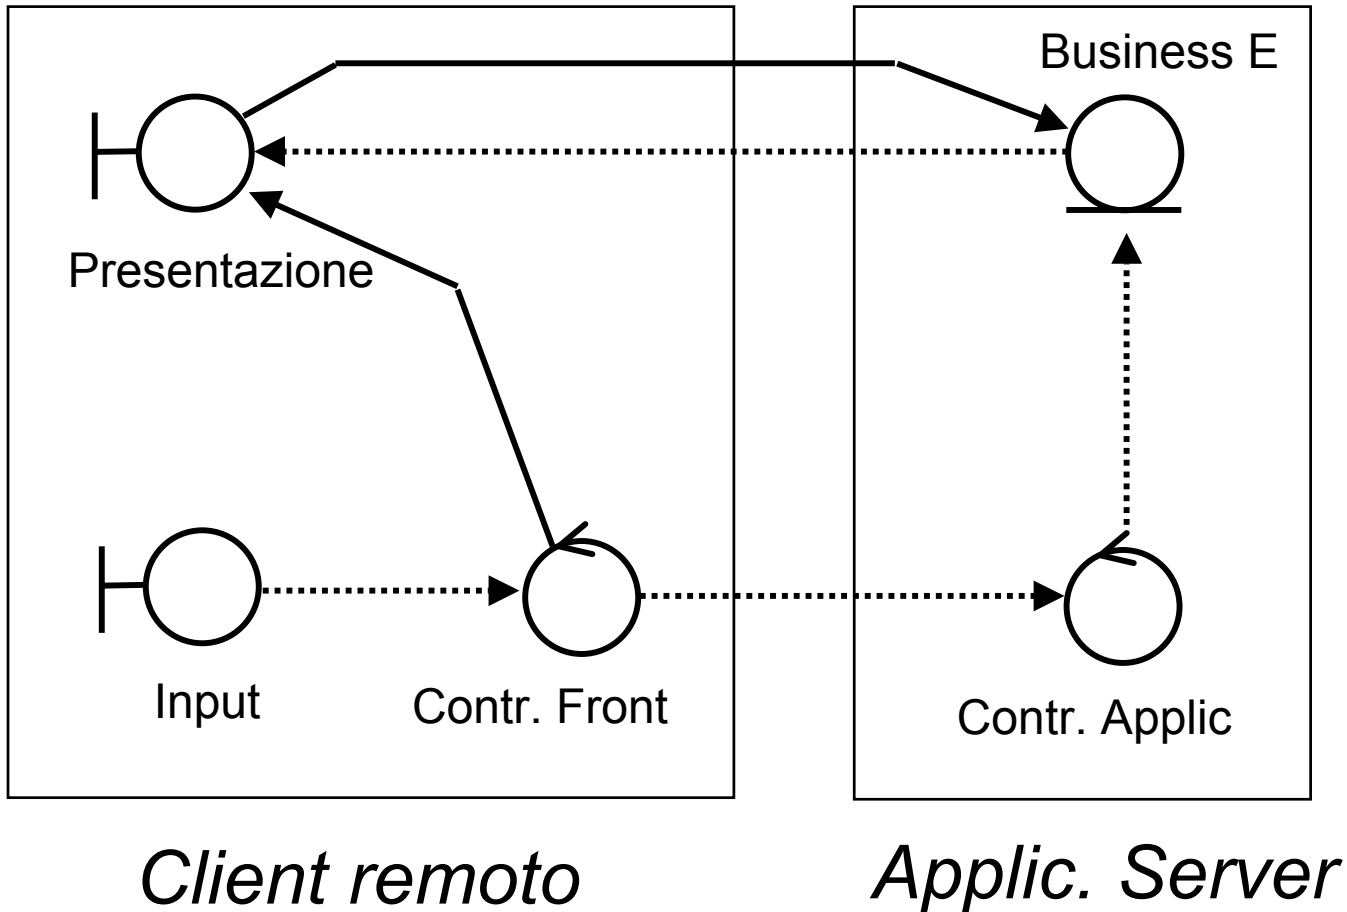 Business E
Presentazione
Input
Contr. Front
Contr. Applic
Client remoto
Applic. Server